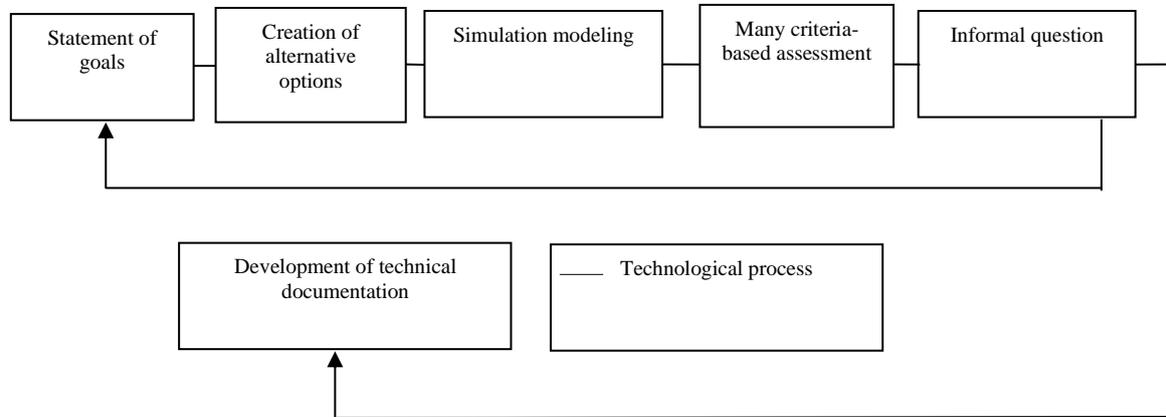 Statement of
goals
Creation of
alternative
options
Simulation modeling
Many criteria-
based assessment
Informal question
Development of technical
documentation
Technological process